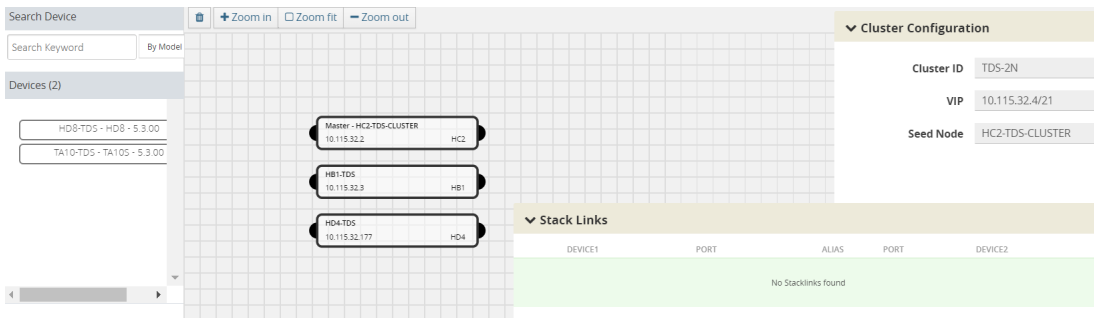 Search Device
Search Keyword
By Model
Devices (2)
HD8-TDS - HD8 - 5.3.00
TA10-TDS - TA10S - 5.3.00
Zoom in
Zoom fit
Zoom out
Master - HC2-TDS-CLUSTER
10.115.32.2 HC2
HB1-TDS
10.115.32.3 HB1
HD4-TDS
10.115.32.177 HD4
Cluster Configuration
Cluster ID TDS-2N
VIP 10.115.32.4/21
Seed Node HC2-TDS-CLUSTER
Stack Links
DEVICE1 PORT ALIAS PORT DEVICE2
No Stacklinks found